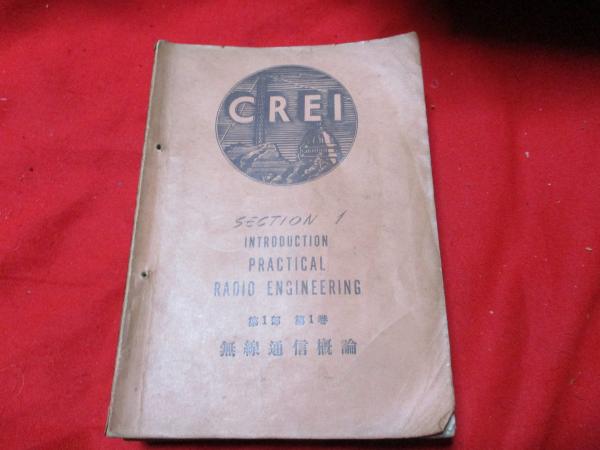 CREI
SECTION 1
INTRODUCTION
PRACTICAL
RADIO ENGINEERING
第1部 第1巻
無線通信概論